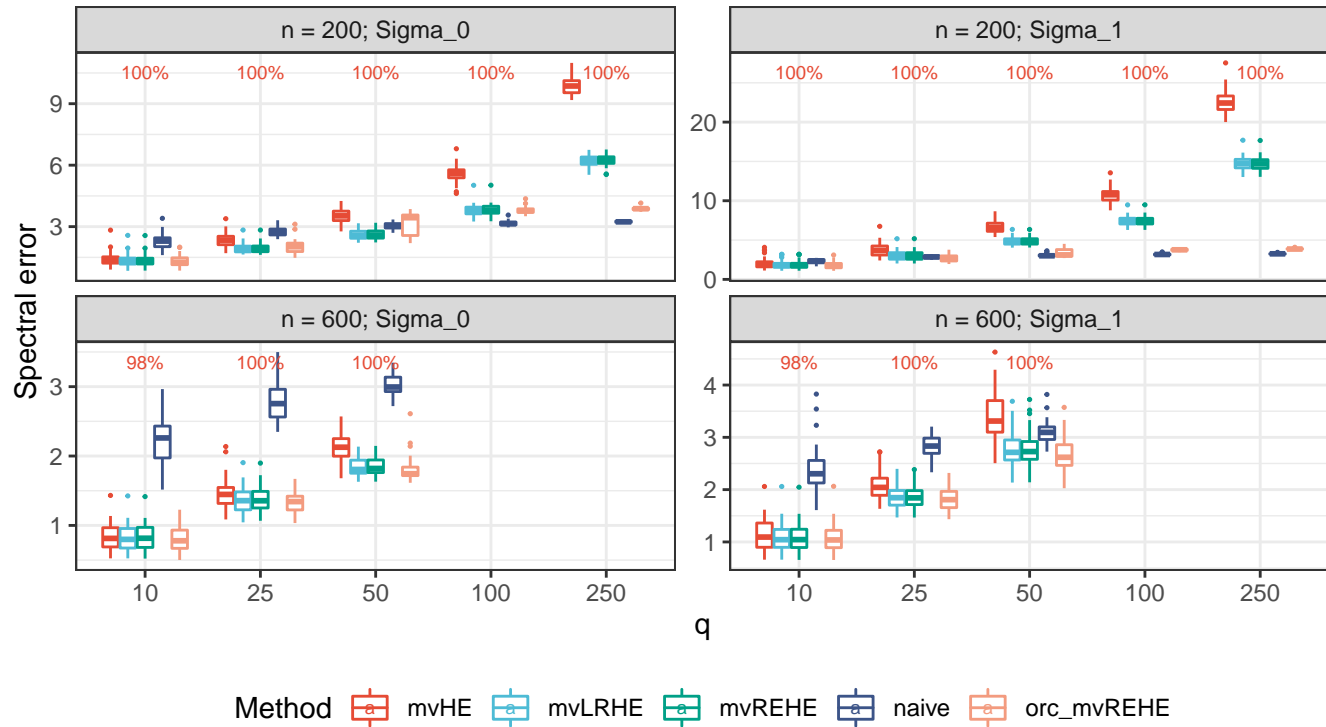 n = 200; Sigma_0
n = 200; Sigma_1
100% 100% 100% 100% 100%
100% 100% 100% 100% 100%
9
6
3
20
10
0
Spectral error
n = 600; Sigma_0
n = 600; Sigma_1
98% 100% 100%
98% 100% 100%
3
2
1
4
3
2
1
10 25 50 100 250
10 25 50 100 250
q
Method a mvHE a mvLRHE a mvREHE a naive a orc_mvREHE